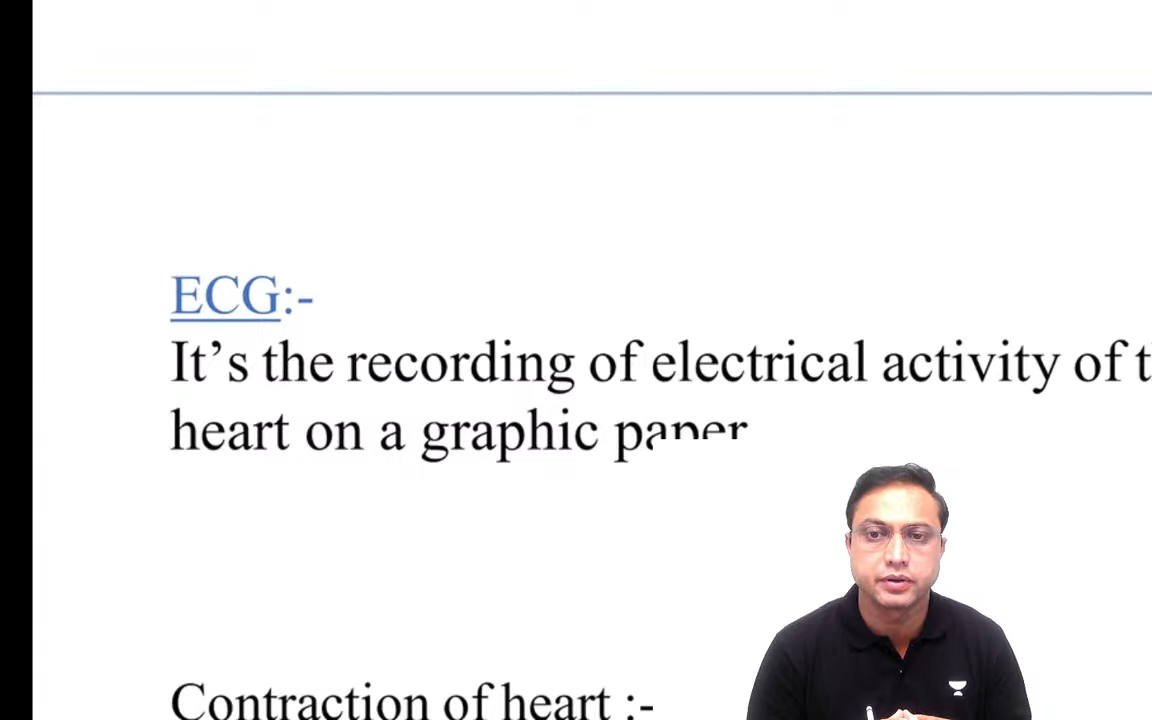 ECG:-
It’s the recording of electrical activity of
heart on a graphic paper
Contraction of heart :-